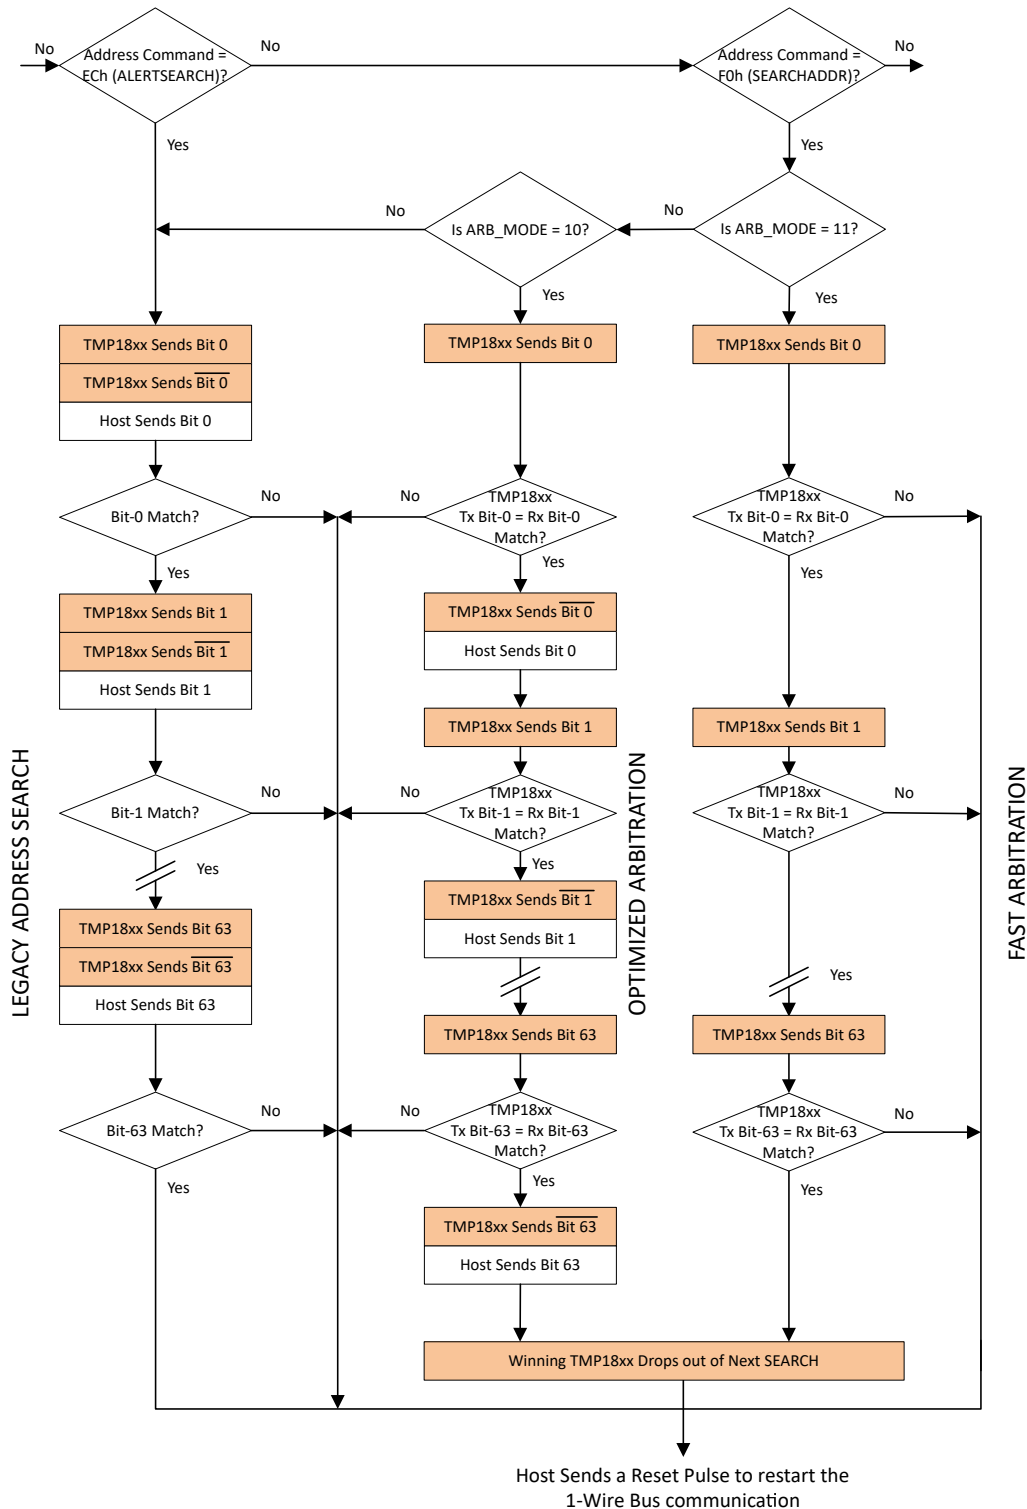 No
Address Command =
ECh (ALERTSEARCH)?
No
Address Command =
F0h (SEARCHADDR)?
No
Yes
Yes
Is ARB_MODE = 10?
No
No
Is ARB_MODE = 11?
Yes
Yes
TMP18xx Sends Bit 0
TMP18xx Sends Bit 0
Host Sends Bit 0
TMP18xx Sends Bit 0
TMP18xx Sends Bit 0
Bit-0 Match?
No
No
TMP18xx
Tx Bit-0 = Rx Bit-0
Match?
TMP18xx
Tx Bit-0 = Rx Bit-0
Match?
No
Yes
Yes
Yes
TMP18xx Sends Bit 1
TMP18xx Sends Bit 1
Host Sends Bit 1
TMP18xx Sends Bit 0
Host Sends Bit 0
TMP18xx Sends Bit 1
TMP18xx Sends Bit 1
LEGACY ADDRESS SEARCH
Bit-1 Match?
No
No
TMP18xx
Tx Bit-1 = Rx Bit-1
Match?
OPTIMIZED ARBITRATION
TMP18xx
Tx Bit-1 = Rx Bit-1
Match?
No
FAST ARBITRATION
Yes
Yes
TMP18xx Sends Bit 63
TMP18xx Sends Bit 63
Host Sends Bit 63
TMP18xx Sends Bit 1
Host Sends Bit 1
Yes
TMP18xx Sends Bit 63
TMP18xx Sends Bit 63
Bit-63 Match?
No
No
TMP18xx
Tx Bit-63 = Rx Bit-63
Match?
TMP18xx
Tx Bit-63 = Rx Bit-63
Match?
No
Yes
Yes
Yes
TMP18xx Sends Bit 63
Host Sends Bit 63
Winning TMP18xx Drops out of Next SEARCH
Host Sends a Reset Pulse to restart the
1-Wire Bus communication